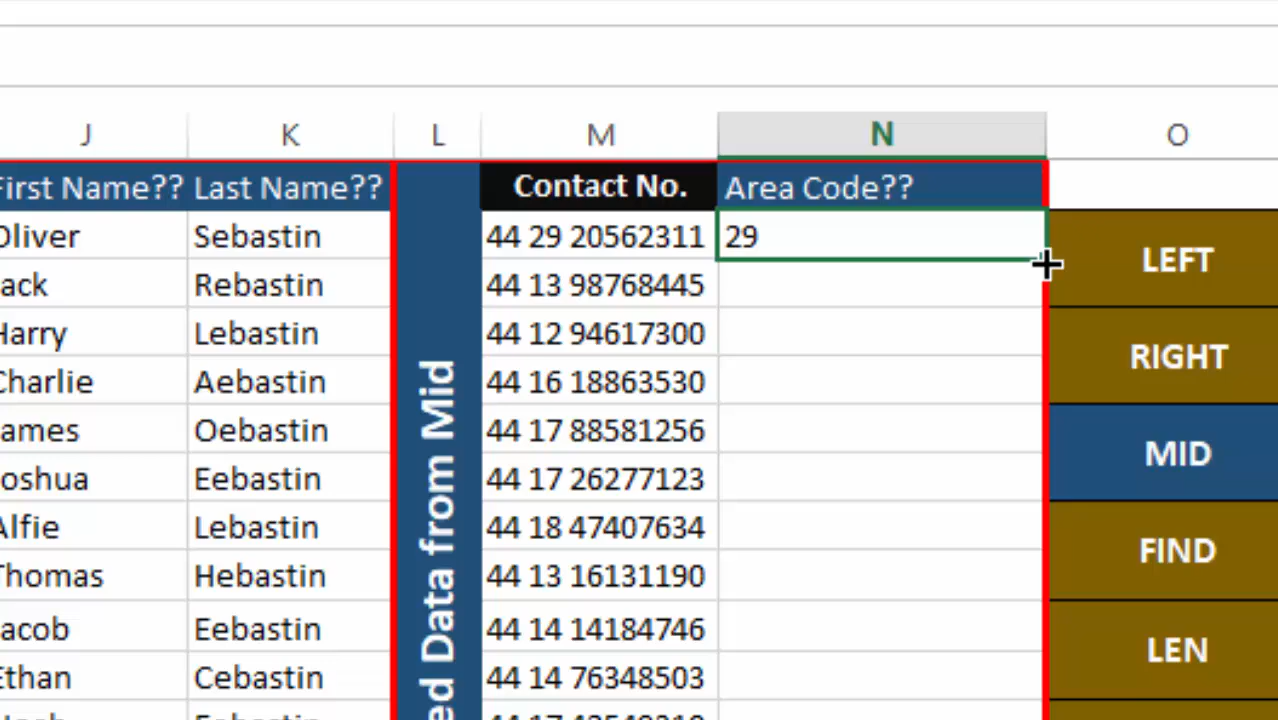 J K L M N O
First Name?? Last Name?? Contact No. Area Code??
Oliver Sebastin 44 29 20562311 29
ack Rebastin 44 13 98768445
Harry Lebastin 44 12 94617300
Charlie Aebastin 44 16 18863530
ames Oebastin 44 17 88581256
oshua Eebastin 44 17 26277123
Alfie Lebastin 44 18 47407634
Thomas Hebastin 44 13 16131190
acob Eebastin 44 14 14184746
Ethan Cebastin 44 14 76348503
ed Data from Mid
LEFT
RIGHT
MID
FIND
LEN